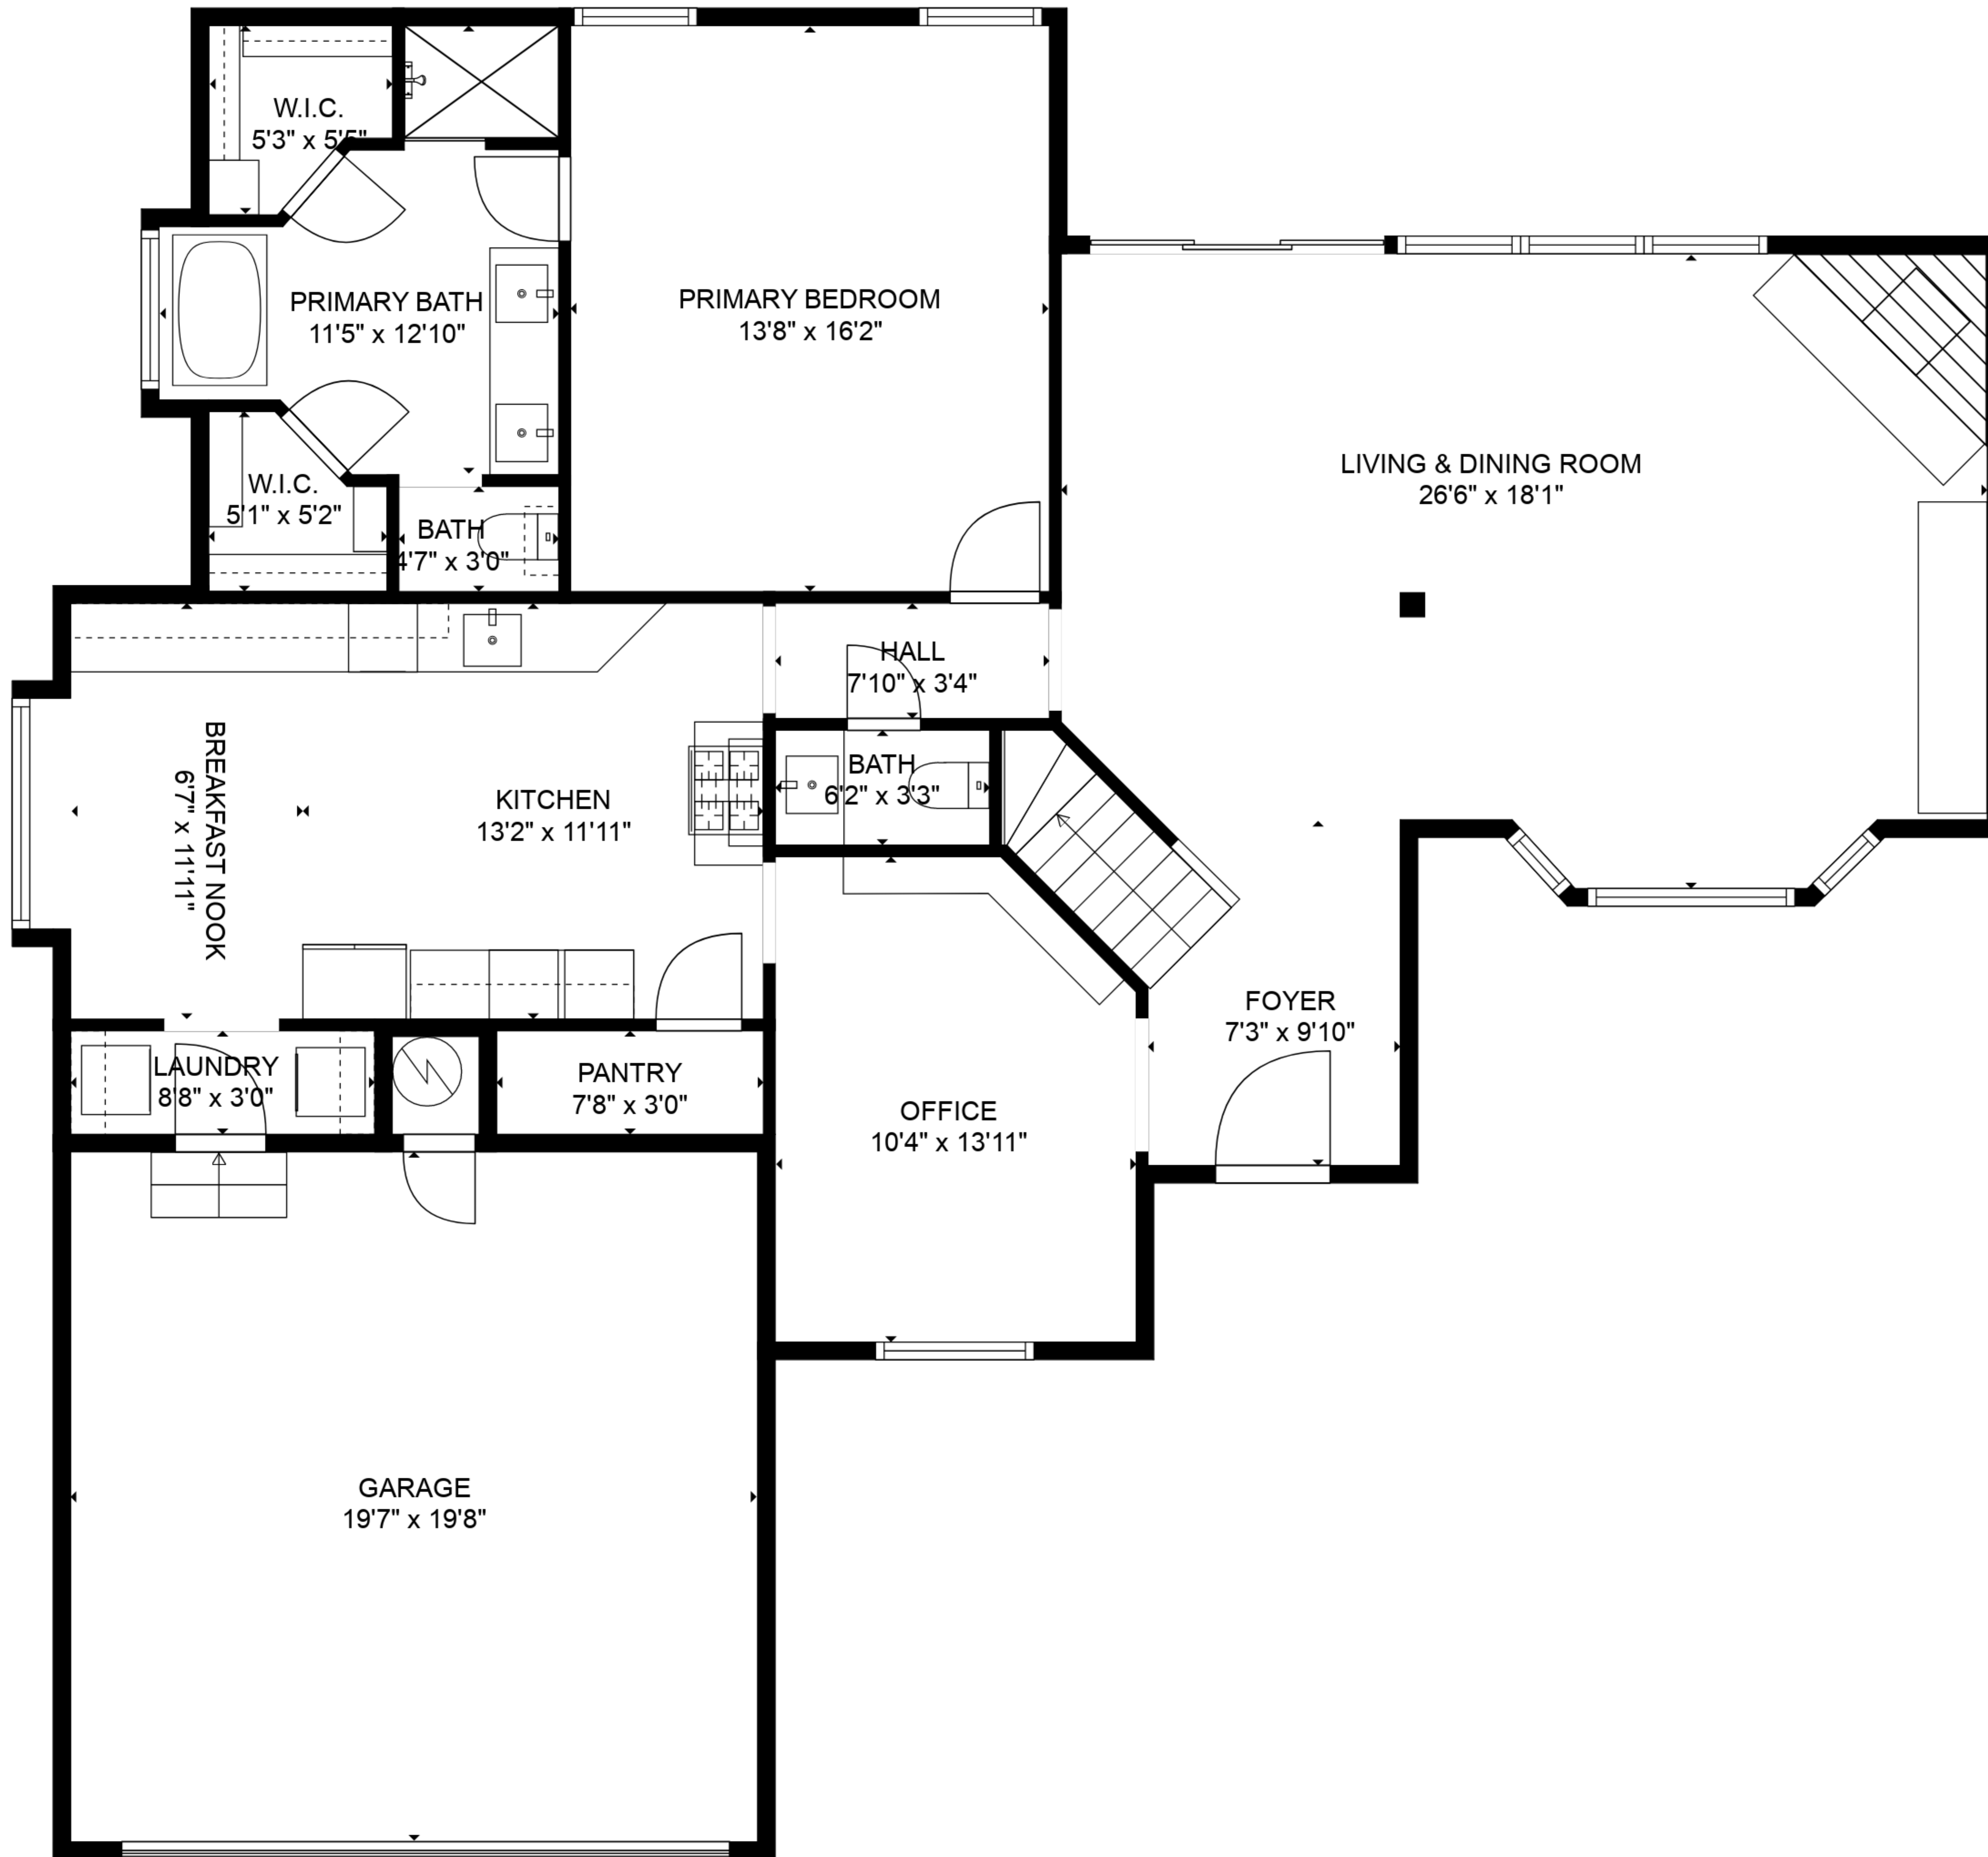 W.I.C.
5'3" x 5'5"
PRIMARY BATH
11'5" x 12'10"
PRIMARY BEDROOM
13'8" x 16'2"
LIVING & DINING ROOM
26'6" x 18'1"
W.I.C.
5'1" x 5'2"
BATH
4'7" x 3'0"
HALL
7'10" x 3'4"
BREAKFAST NOOK
6'7" x 11'11"
KITCHEN
13'2" x 11'11"
BATH
6'2" x 3'3"
FOYER
7'3" x 9'10"
LAUNDRY
8'8" x 3'0"
PANTRY
7'8" x 3'0"
OFFICE
10'4" x 13'11"
GARAGE
19'7" x 19'8"